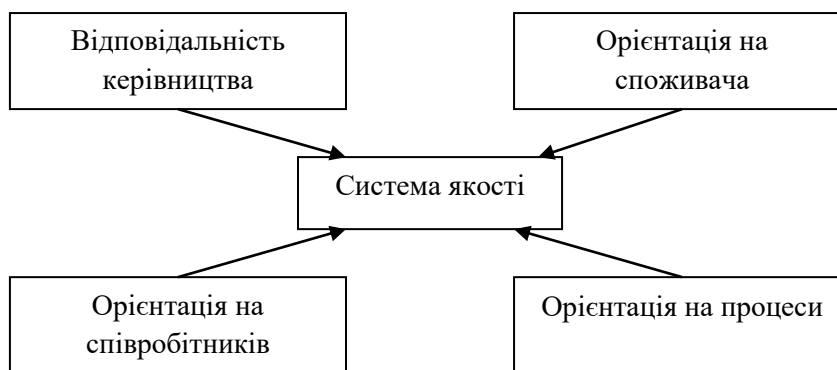 Відповідальність
керівництва
Орієнтація на
споживача
Система якості
Орієнтація на
співробітників
Орієнтація на процеси